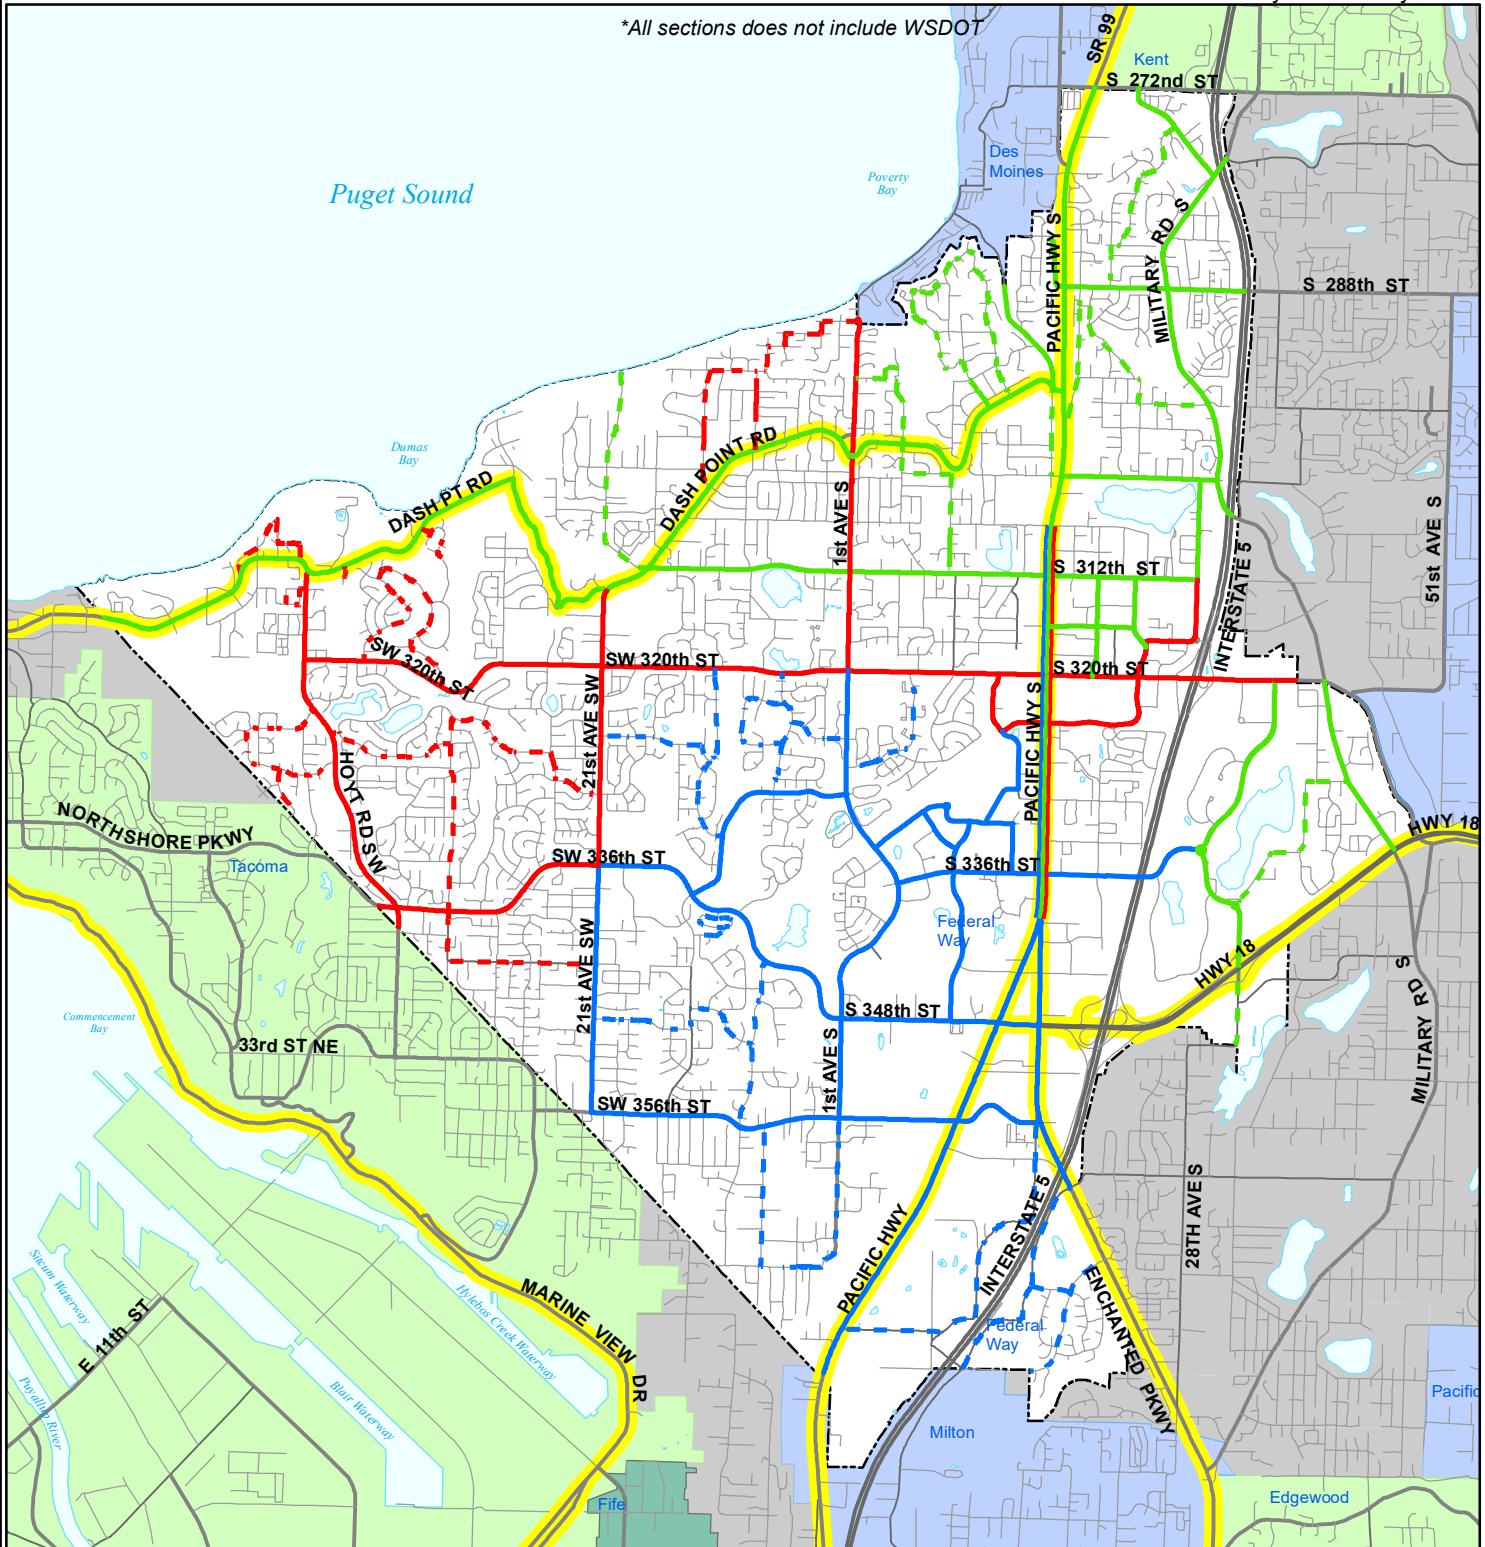 *All sections does not include WSDOT
SR 99
Kent
S 272nd ST
Des
Moines
Poverty
Bay
Puget Sound
PACIFIC HWY S
MILITARY RD S
S 288th ST
Dumas
Bay
DASH PT RD
DASH POINT RD
1st AVE S
51st AVE S
S 312th ST
INTERSTATE 5
SW 320th ST
SW 320th ST
S 320th ST
21st AVE SW
PACIFIC HWY S
HOYT RD SW
NORTHSHORE PKWY
Tacoma
SW 336th ST
S 336th ST
HWY 18
Federal
Way
21st AVE SW
HWY 18
MILITARY RD S
Commencement
Bay
33rd ST NE
S 348th ST
1st AVE S
SW 356th ST
28TH AVE S
INTERSTATE 5
PACIFIC HWY
Sitcum Waterway
Hylebos Creek Waterway
MARINE VIEW DR
E 11th ST
Federal
Way
ENCHANTED PKWY
Puyallup River
Blair Waterway
Milton
Pacific
Fife
Edgewood